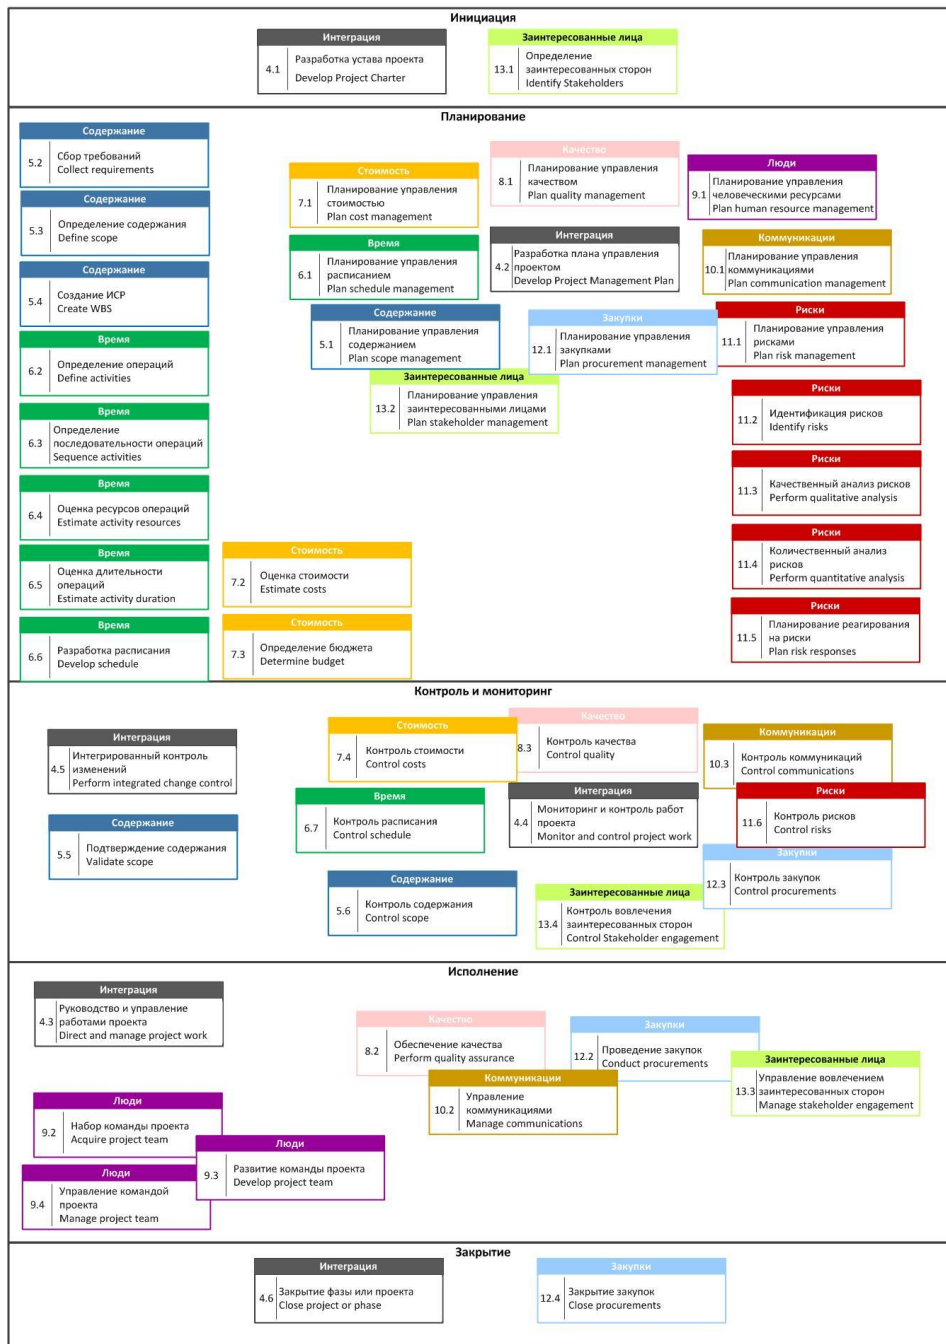 Инициация
Интеграция
4.1
Разработка устава проекта
Develop Project Charter
Заинтересованные лица
13.1
Определение
заинтересованных сторон
Identify Stakeholders
Планирование
Содержание
5.2
Сбор требований
Collect requirements
Содержание
5.3
Определение содержания
Define scope
Содержание
5.4
Создание ИСР
Create WBS
Время
6.2
Определение операций
Define activities
Время
6.3
Определение
последовательности операций
Sequence activities
Время
6.4
Оценка ресурсов операций
Estimate activity resources
Время
6.5
Оценка длительности
операций
Estimate activity duration
Время
6.6
Разработка расписания
Develop schedule
Стоимость
7.2
Оценка стоимости
Estimate costs
Стоимость
7.3
Определение бюджета
Determine budget
Стоимость
7.1
Планирование управления
стоимостью
Plan cost management
Время
6.1
Планирование управления
расписанием
Plan schedule management
Содержание
5.1
Планирование управления
содержанием
Plan scope management
Заинтересованные лица
13.2
Планирование управления
заинтересованными лицами
Plan stakeholder management
Качество
8.1
Планирование управления
качеством
Plan quality management
Интеграция
4.2
Разработка плана управления
проектом
Develop Project Management Plan
Закупки
12.1
Планирование управления
закупками
Plan procurement management
Люди
9.1
Планирование управления
человеческими ресурсами
Plan human resource management
Коммуникации
10.1
Планирование управления
коммуникациями
Plan communication management
Риски
11.1
Планирование управления
рисками
Plan risk management
Риски
11.2
Идентификация рисков
Identify risks
Риски
11.3
Качественный анализ рисков
Perform qualitative analysis
Риски
11.4
Количественный анализ
рисков
Perform quantitative analysis
Риски
11.5
Планирование реагирования
на риски
Plan risk responses
Контроль и мониторинг
Интеграция
4.5
Интегрированный контроль
изменений
Perform integrated change control
Содержание
5.5
Подтверждение содержания
Validate scope
Стоимость
7.4
Контроль стоимости
Control costs
Время
6.7
Контроль расписания
Control schedule
Содержание
5.6
Контроль содержания
Control scope
Качество
8.3
Контроль качества
Control quality
Интеграция
4.4
Мониторинг и контроль работ
проекта
Monitor and control project work
Заинтересованные лица
13.4
Контроль вовлечения
заинтересованных сторон
Control Stakeholder engagement
Коммуникации
10.3
Контроль коммуникаций
Control communications
Риски
11.6
Контроль рисков
Control risks
Закупки
12.3
Контроль закупок
Control procurements
Исполнение
Интеграция
4.3
Руководство и управление
работами проекта
Direct and manage project work
Качество
8.2
Обеспечение качества
Perform quality assurance
Закупки
12.2
Проведение закупок
Conduct procurements
Коммуникации
10.2
Управление
коммуникациями
Manage communications
Заинтересованные лица
13.3
Управление вовлечением
заинтересованных сторон
Manage stakeholder engagement
Люди
9.2
Набор команды проекта
Acquire project team
Люди
9.3
Развитие команды проекта
Develop project team
Люди
9.4
Управление командой
проекта
Manage project team
Закрытие
Интеграция
4.6
Закрытие фазы или проекта
Close project or phase
Закупки
12.4
Закрытие закупок
Close procurements